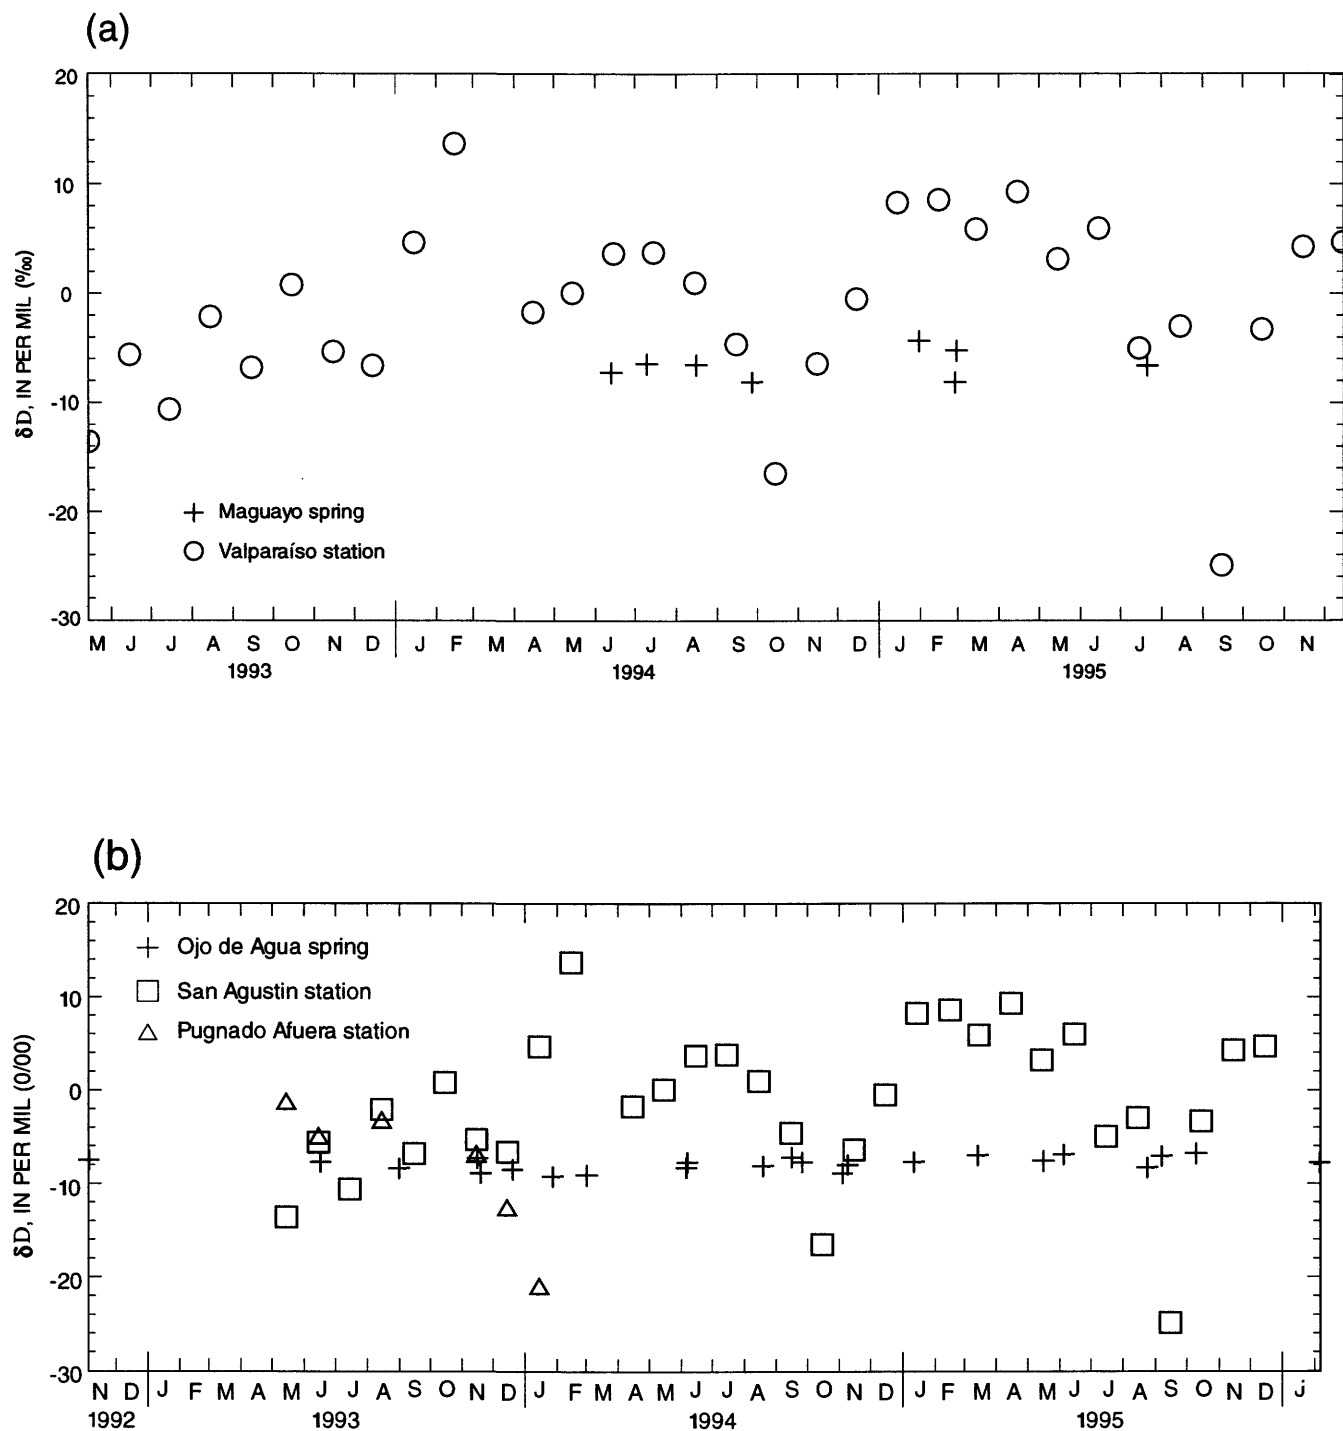 (a)
20
10
0
-10
-20
-30
δD, IN PER MIL (‰)
+ Maguayo spring
○ Valparaíso station
M J J A S O N D J F M A M J J A S O N D J F M A M J J A S O N
1993 1994 1995
(b)
20
10
0
-10
-20
-30
δD, IN PER MIL (0/00)
+ Ojo de Agua spring
□ San Agustin station
△ Pugnado Afuera station
N D J F M A M J J A S O N D J F M A M J J A S O N D J F M A M J J A S O N D J
1992 1993 1994 1995